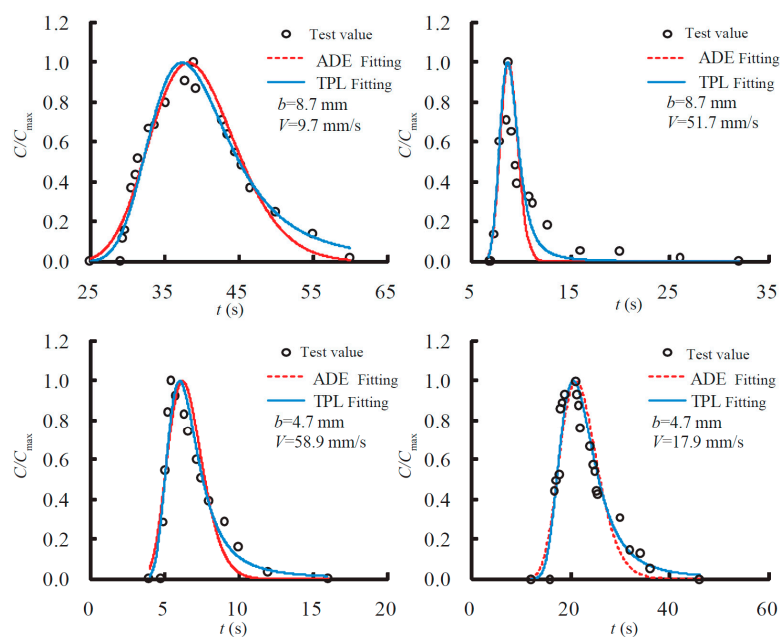 1.2
1.0
0.8
0.6
0.4
0.2
0.0
C/Cmax
25 35 45 55 65
t (s)
Test value
ADE Fitting
TPL Fitting
b=8.7 mm
V=9.7 mm/s
1.2
1.0
0.8
0.6
0.4
0.2
0.0
C/Cmax
5 15 25 35
t (s)
Test value
ADE Fitting
TPL Fitting
b=8.7 mm
V=51.7 mm/s
1.2
1.0
0.8
0.6
0.4
0.2
0.0
C/Cmax
0 5 10 15 20
t (s)
Test value
ADE Fitting
TPL Fitting
b=4.7 mm
V=58.9 mm/s
1.2
1.0
0.8
0.6
0.4
0.2
0.0
C/Cmax
0 20 40 60
t (s)
Test value
ADE Fitting
TPL Fitting
b=4.7 mm
V=17.9 mm/s